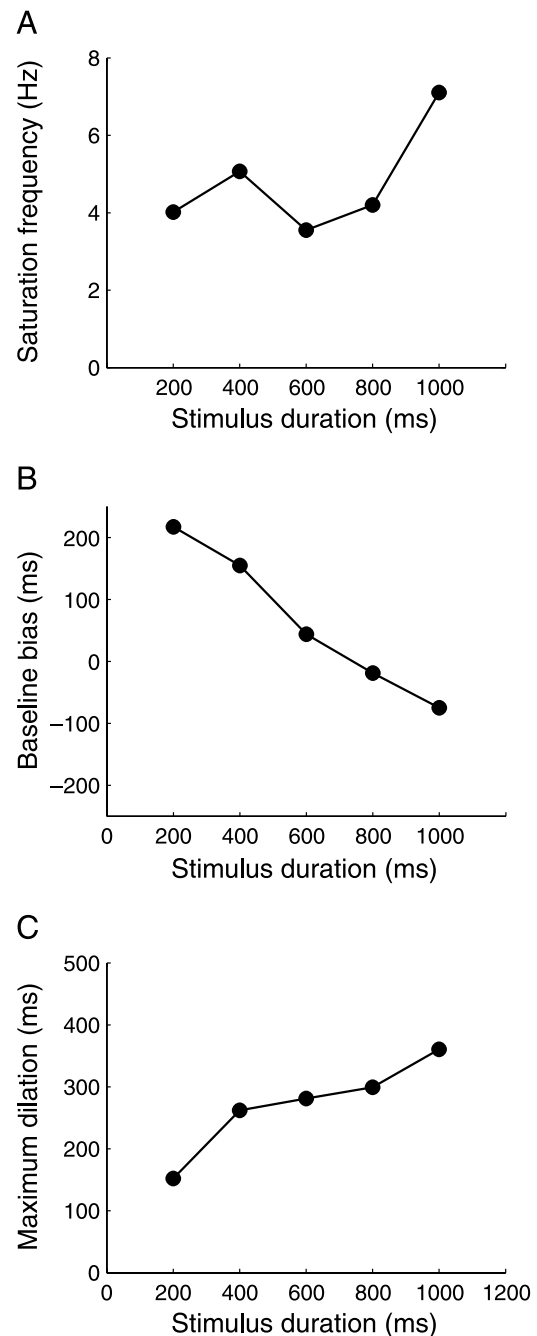 A
Saturation frequency (Hz)
8
6
4
2
0
200 400 600 800 1000
Stimulus duration (ms)
B
Baseline bias (ms)
200
100
0
−100
−200
0 200 400 600 800 1000
Stimulus duration (ms)
C
Maximum dilation (ms)
500
400
300
200
100
0
0 200 400 600 800 1000 1200
Stimulus duration (ms)